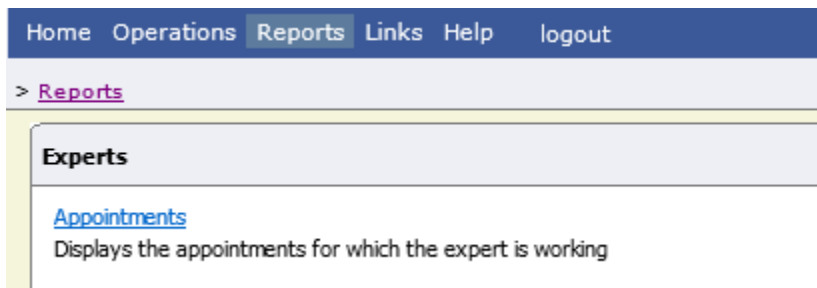 Home Operations Reports Links Help logout
> Reports
Experts
Appointments
Displays the appointments for which the expert is working